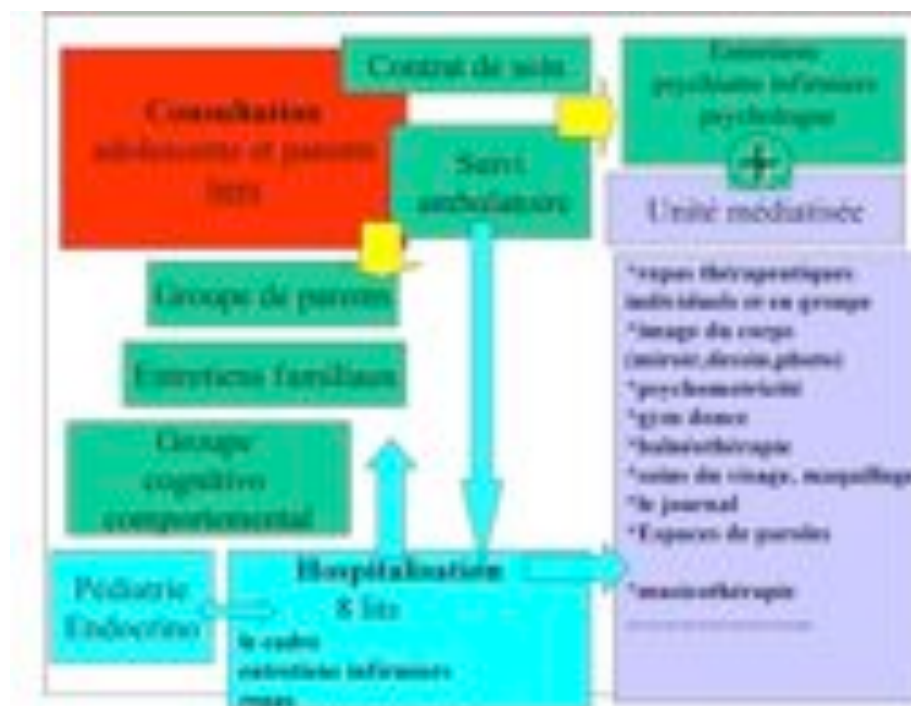 Contrat de soin
Consultation
adolescents et parents
Suivi
ambulatoire
Groupe de parents
Entretiens familiaux
Groupe
cognitivo
comportemental
Pédiatrie
Endocrino
Hospitalisation
8 lits
le cadre
entretiens infirmiers
repas
Entretiens
psychiatre infirmiers
psychologue
+
Unité médiatisée
*repas thérapeutiques
individuels et en groupe
*image du corps
(miroir,dessin,photo)
*psychomotricité
*gym douce
*balnéothérapie
*soins du visage, maquillage
*le journal
*Espaces de paroles
*musicothérapie